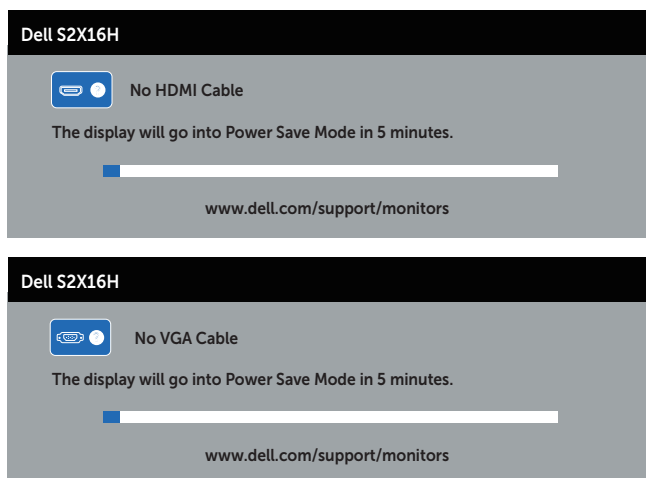 Dell S2X16H
No HDMI Cable
The display will go into Power Save Mode in 5 minutes.
www.dell.com/support/monitors
Dell S2X16H
No VGA Cable
The display will go into Power Save Mode in 5 minutes.
www.dell.com/support/monitors